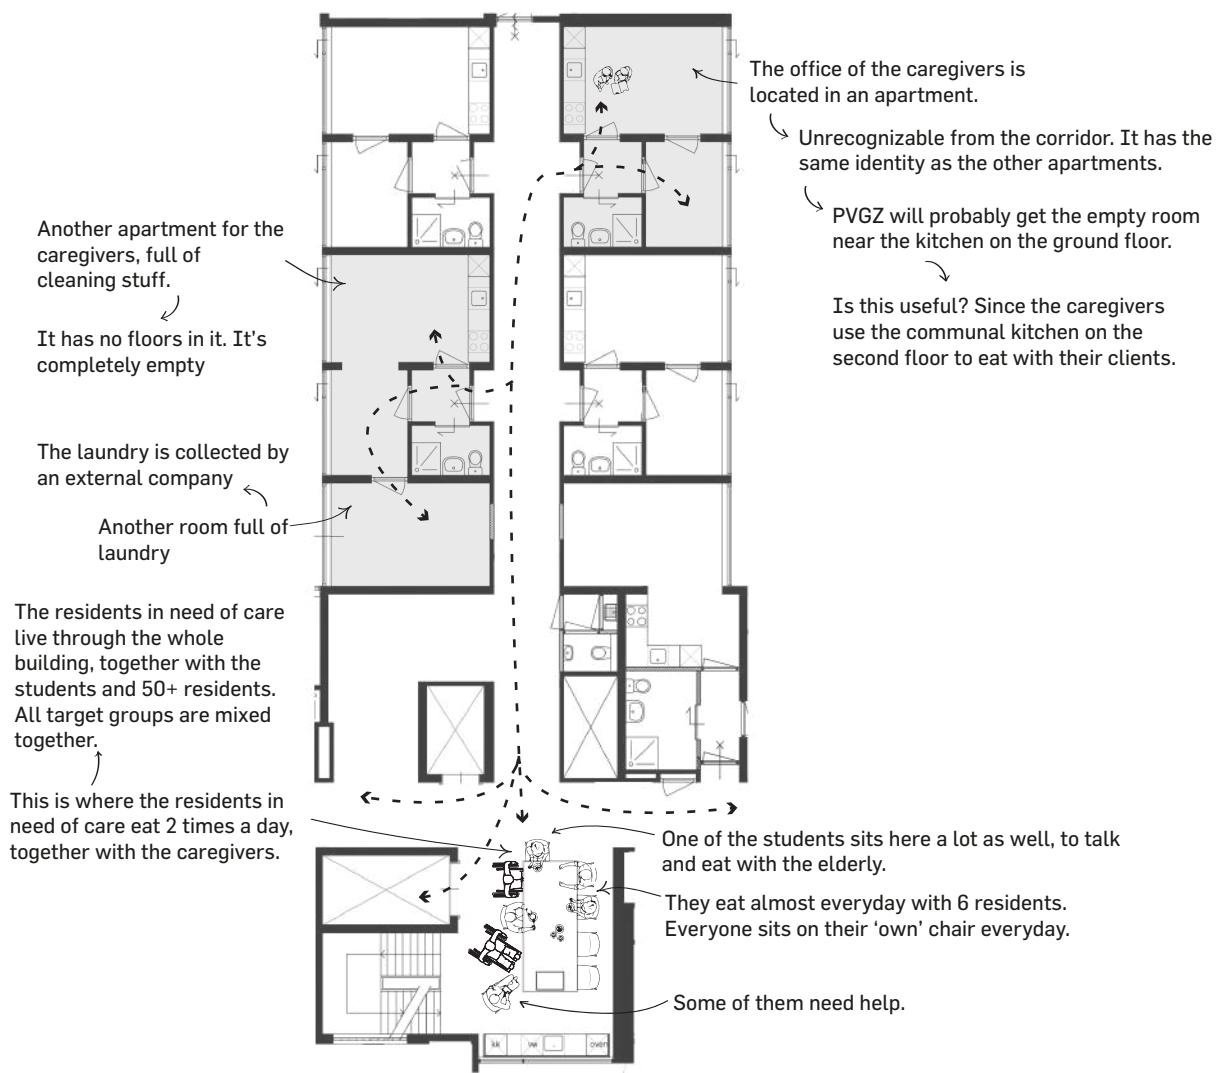 The office of the caregivers is
located in an apartment.
Unrecognizable from the corridor. It has the
same identity as the other apartments.
PVGZ will probably get the empty room
near the kitchen on the ground floor.
Is this useful? Since the caregivers
use the communal kitchen on the
second floor to eat with their clients.
Another apartment for the
caregivers, full of
cleaning stuff.
It has no floors in it. It's
completely empty
The laundry is collected by
an external company
Another room full of
laundry
The residents in need of care
live through the whole
building, together with the
students and 50+ residents.
All target groups are mixed
together.
This is where the residents in
need of care eat 2 times a day,
together with the caregivers.
One of the students sits here a lot as well, to talk
and eat with the elderly.
They eat almost everyday with 6 residents.
Everyone sits on their ‘own’ chair everyday.
Some of them need help.
kk
vw
oven